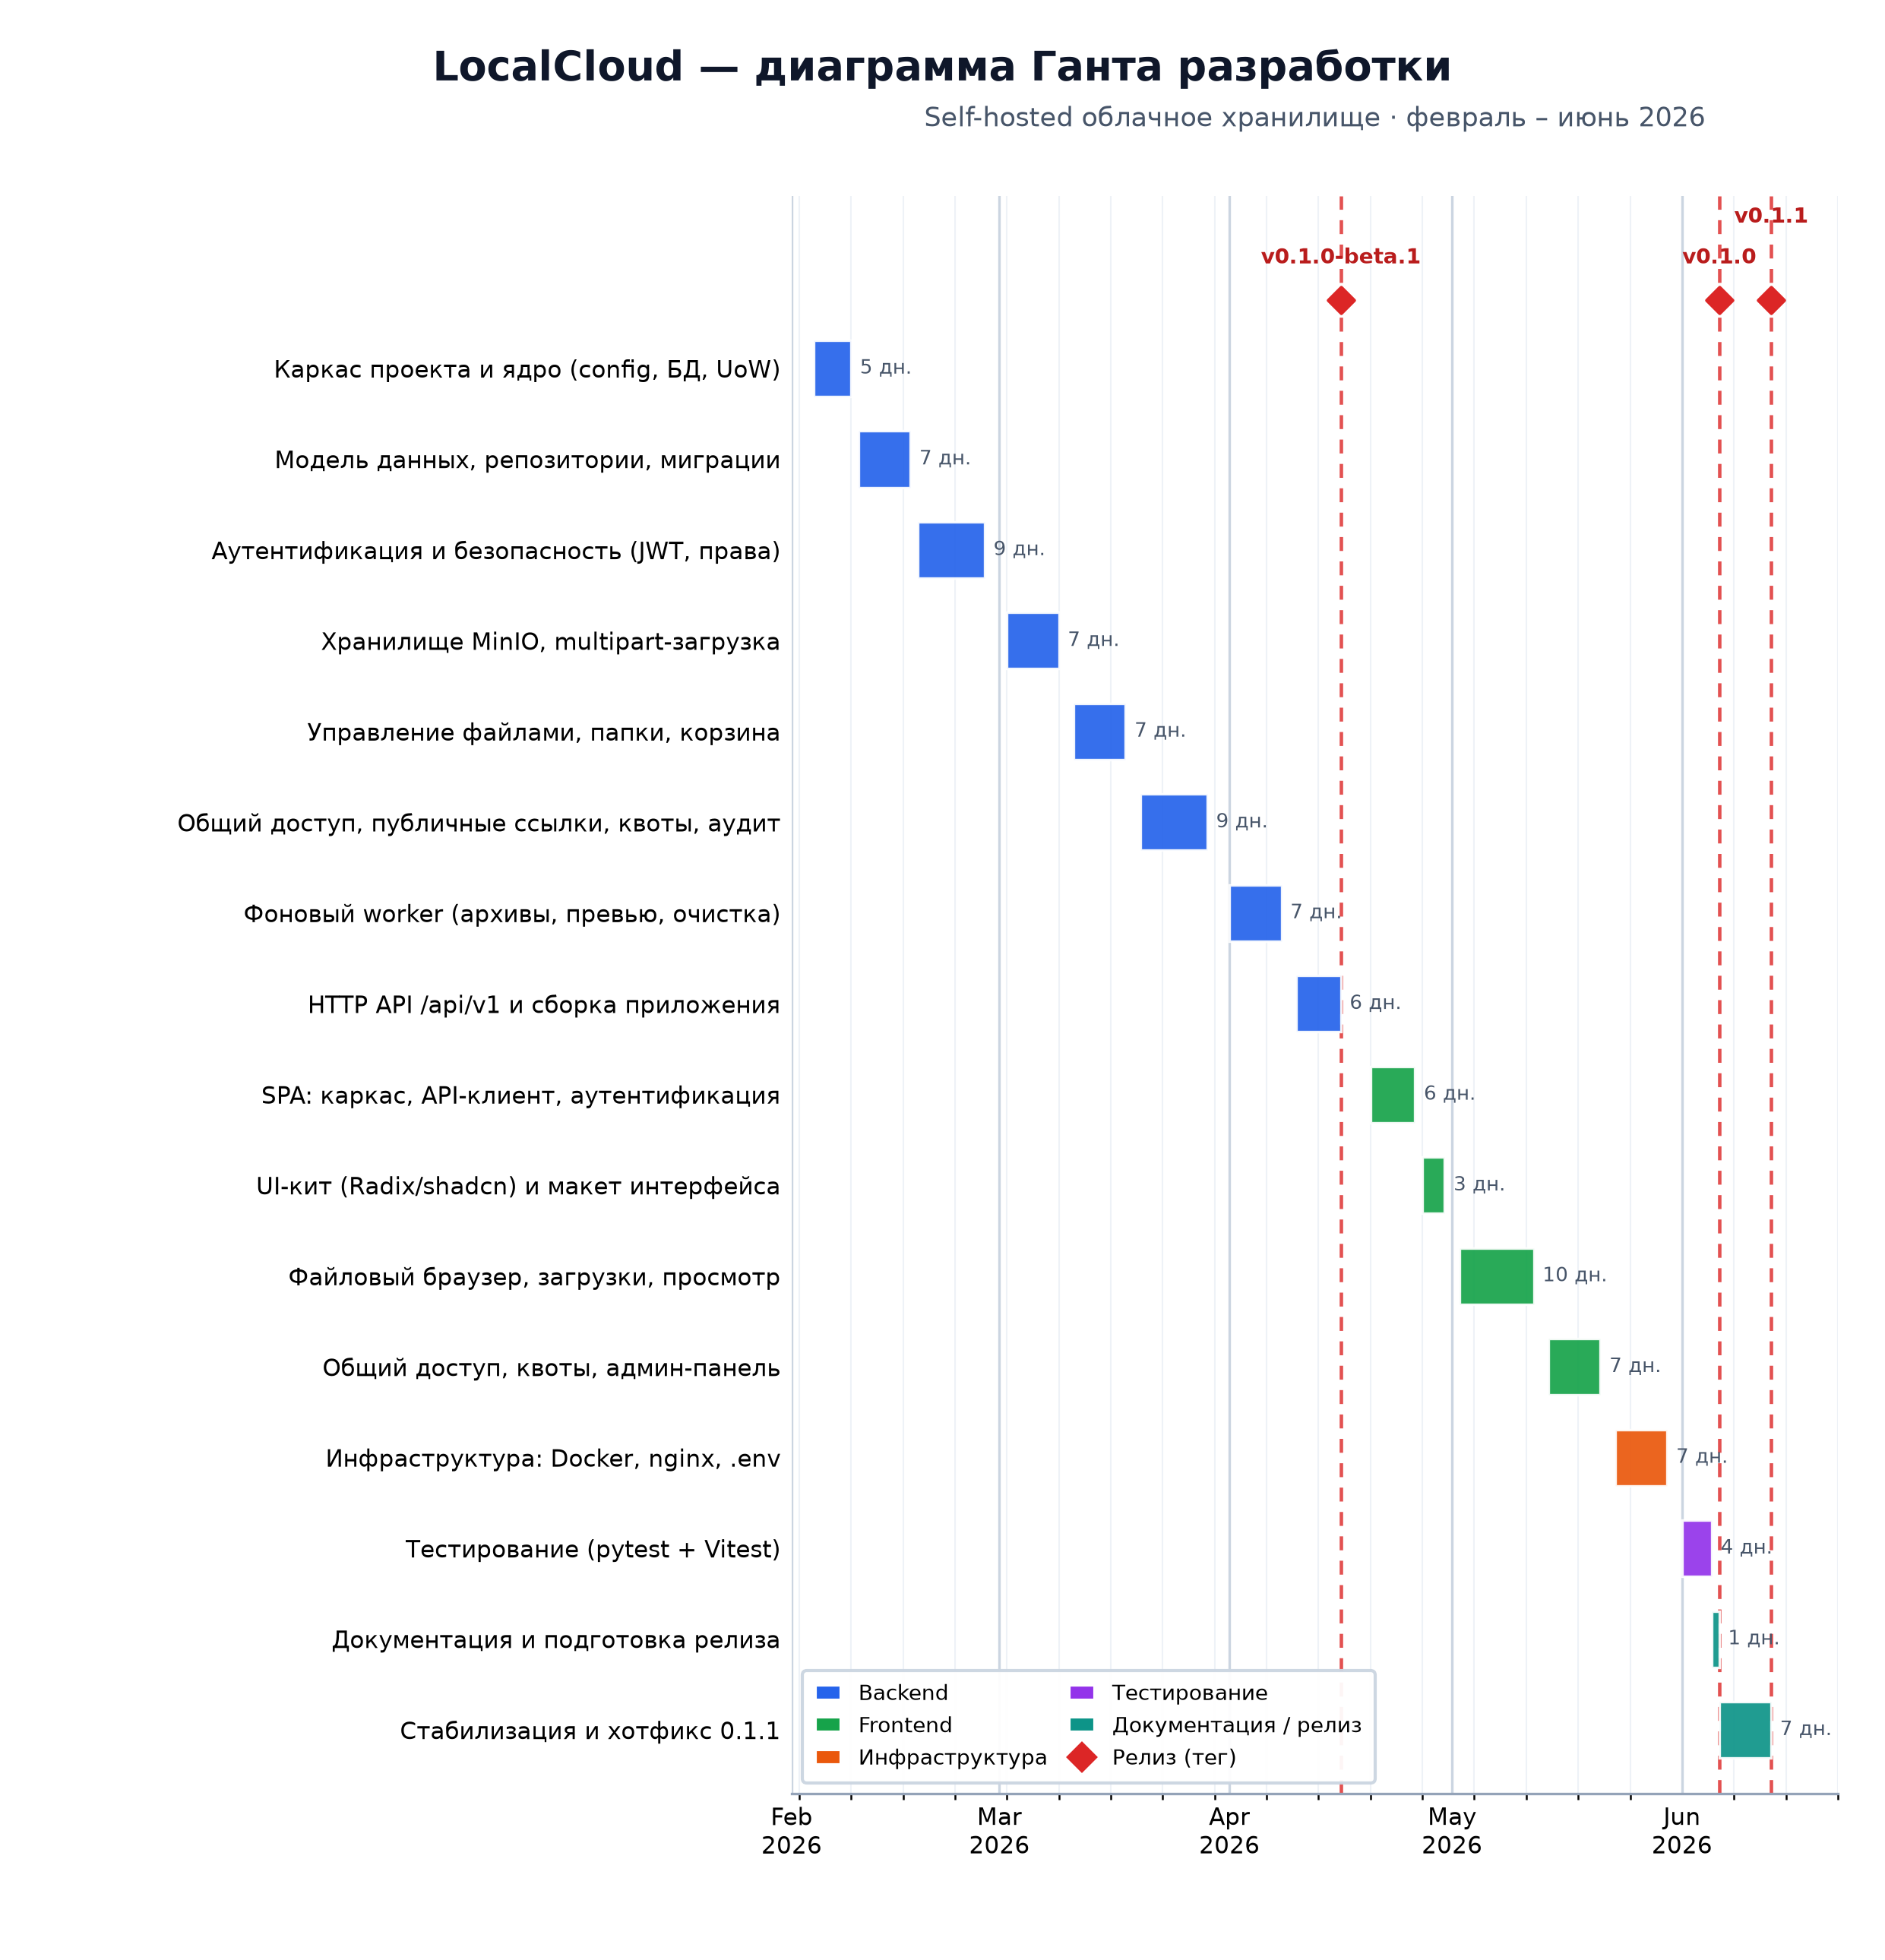 LocalCloud — диаграмма Ганта разработки
Self-hosted облачное хранилище · февраль – июнь 2026
v0.1.1
v0.1.0-beta.1
v0.1.0
Каркас проекта и ядро (config, БД, UoW)
5 дн.
Модель данных, репозитории, миграции
7 дн.
Аутентификация и безопасность (JWT, права)
9 дн.
Хранилище MinIO, multipart-загрузка
7 дн.
Управление файлами, папки, корзина
7 дн.
Общий доступ, публичные ссылки, квоты, аудит
9 дн.
Фоновый worker (архивы, превью, очистка)
7 дн.
HTTP API /api/v1 и сборка приложения
6 дн.
SPA: каркас, API-клиент, аутентификация
6 дн.
UI-кит (Radix/shadcn) и макет интерфейса
3 дн.
Файловый браузер, загрузки, просмотр
10 дн.
Общий доступ, квоты, админ-панель
7 дн.
Инфраструктура: Docker, nginx, .env
7 дн.
Тестирование (pytest + Vitest)
4 дн.
Документация и подготовка релиза
1 дн.
Стабилизация и хотфикс 0.1.1
7 дн.
Backend
Frontend
Инфраструктура
Тестирование
Документация / релиз
Релиз (тег)
Feb
2026
Mar
2026
Apr
2026
May
2026
Jun
2026